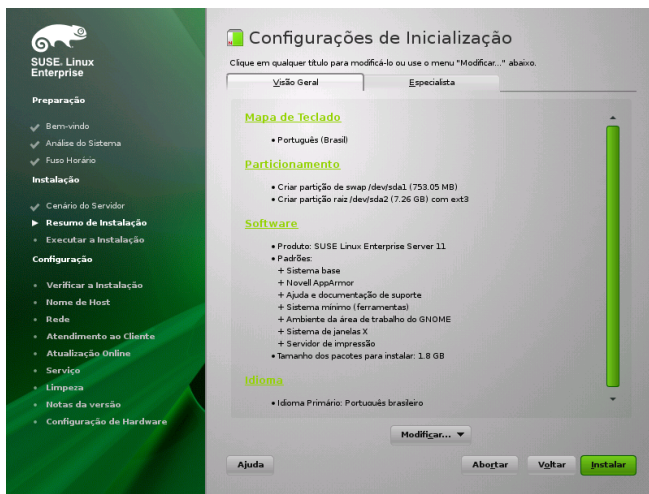 SUSE. Linux
Enterprise
Preparação
Bem-vindo
Análise do Sistema
Fuso Horário
Instalação
Cenário do Servidor
Resumo de Instalação
Executar a Instalação
Configuração
Verificar a Instalação
Nome de Host
Rede
Atendimento ao Cliente
Atualização Online
Serviço
Limpeza
Notas da versão
Configuração de Hardware
Configurações de Inicialização
Clique em qualquer título para modificá-lo ou use o menu "Modificar..." abaixo.
Visão Geral
Especialista
Mapa de Teclado
• Português (Brasil)
Particionamento
• Criar partição de swap /dev/sda1 (753.05 MB)
• Criar partição raiz /dev/sda2 (7.26 GB) com ext3
Software
• Produto: SUSE Linux Enterprise Server 11
• Padrões:
+ Sistema base
+ Novell AppArmor
+ Ajuda e documentação de suporte
+ Sistema mínimo (ferramentas)
+ Ambiente da área de trabalho do GNOME
+ Sistema de janelas X
+ Servidor de impressão
• Tamanho dos pacotes para instalar: 1.8 GB
Idioma
• Idioma Primário: Português brasileiro
Modificar...
Ajuda
Abortar
Voltar
Instalar